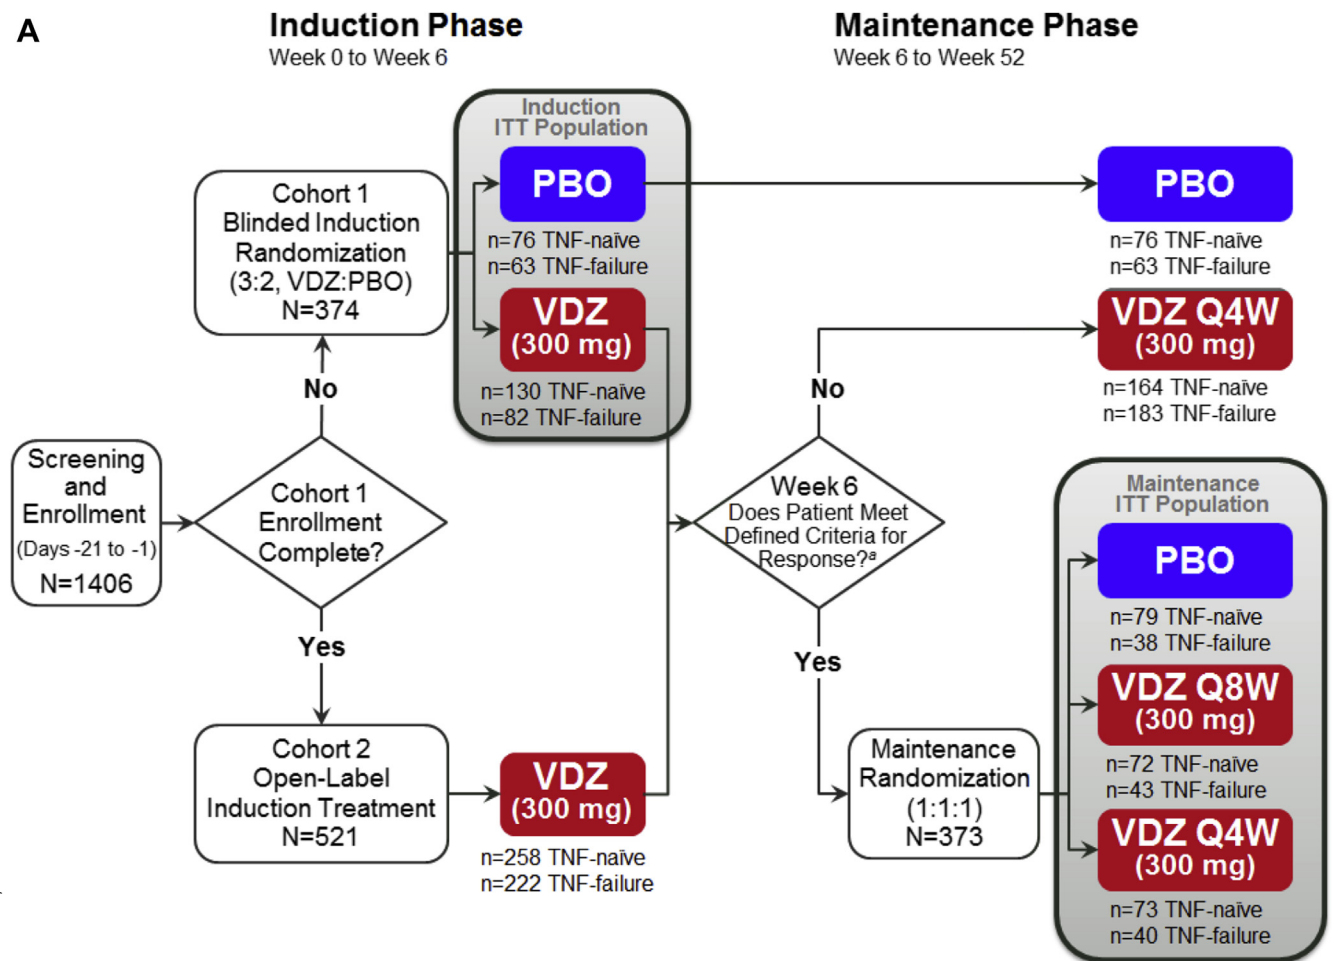 A
Induction Phase
Week 0 to Week 6
Maintenance Phase
Week 6 to Week 52
Induction
ITT Population
PBO
n=76 TNF-naïve
n=63 TNF-failure
VDZ
(300 mg)
n=130 TNF-naïve
n=82 TNF-failure
Cohort 1
Blinded Induction
Randomization
(3:2, VDZ:PBO)
N=374
No
Screening
and
Enrollment
(Days -21 to -1)
N=1406
Cohort 1
Enrollment
Complete?
Yes
Cohort 2
Open-Label
Induction Treatment
N=521
VDZ
(300 mg)
n=258 TNF-naïve
n=222 TNF-failure
PBO
n=76 TNF-naïve
n=63 TNF-failure
VDZ Q4W
(300 mg)
n=164 TNF-naïve
n=183 TNF-failure
No
Week 6
Does Patient Meet
Defined Criteria for
Response?ª
Yes
Maintenance
Randomization
(1:1:1)
N=373
Maintenance
ITT Population
PBO
n=79 TNF-naïve
n=38 TNF-failure
VDZ Q8W
(300 mg)
n=72 TNF-naïve
n=43 TNF-failure
VDZ Q4W
(300 mg)
n=73 TNF-naïve
n=40 TNF-failure